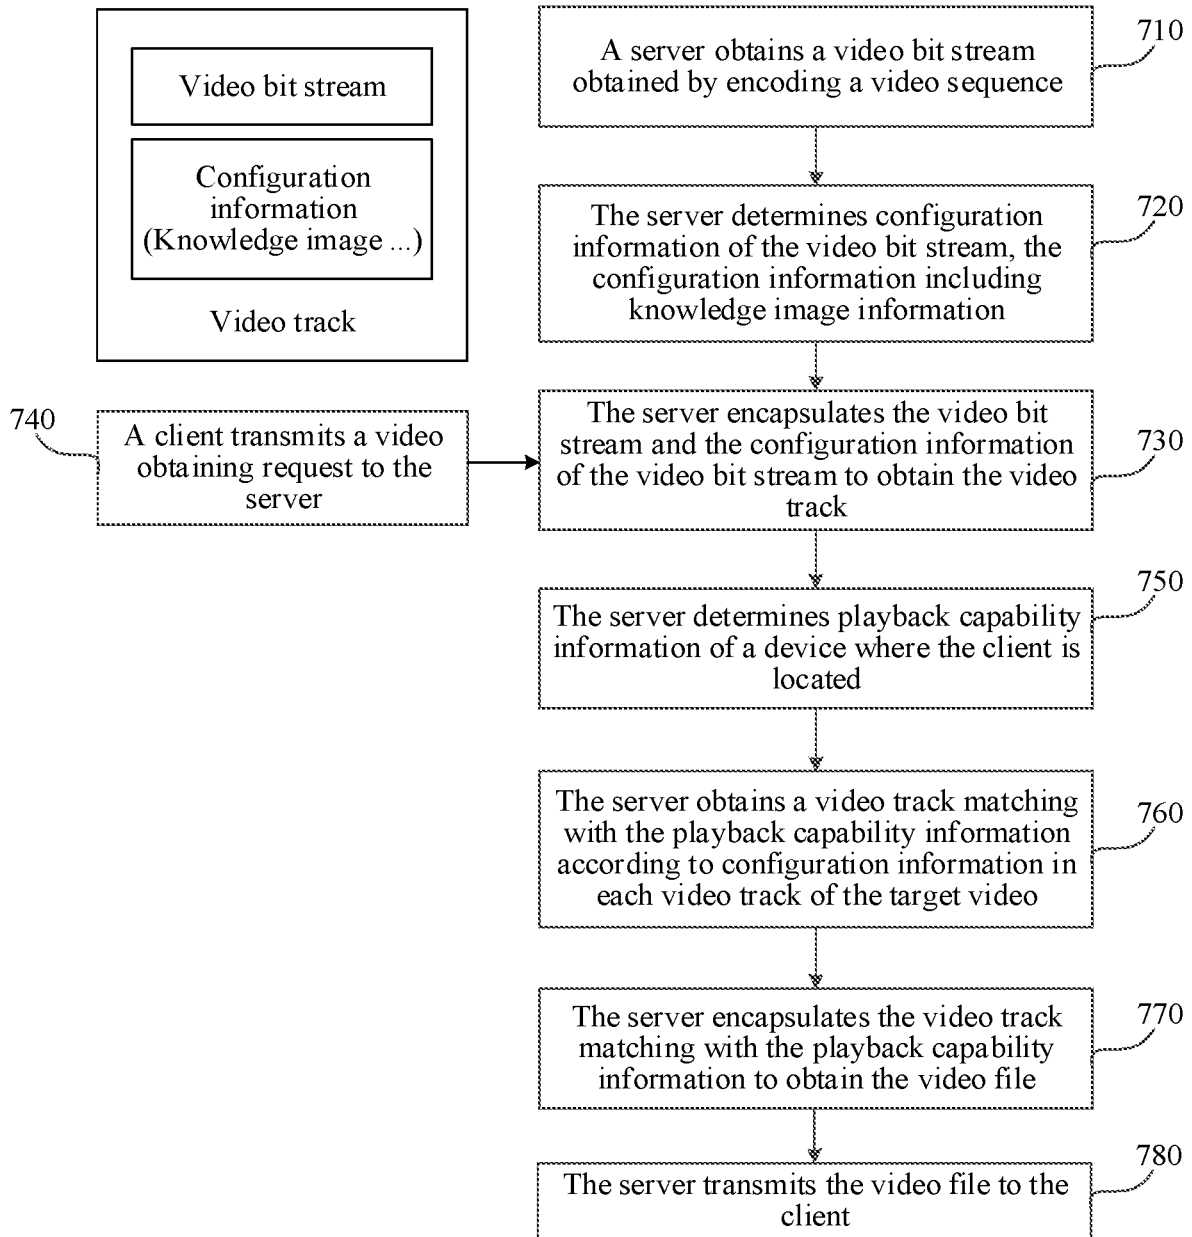 Video bit stream
Configuration
information
(Knowledge image ...)
Video track
710
A server obtains a video bit stream
obtained by encoding a video sequence
720
The server determines configuration
information of the video bit stream, the
configuration information including
knowledge image information
730
The server encapsulates the video bit
stream and the configuration information
of the video bit stream to obtain the video
track
740
A client transmits a video
obtaining request to the
server
750
The server determines playback capability
information of a device where the client is
located
760
The server obtains a video track matching
with the playback capability information
according to configuration information in
each video track of the target video
770
The server encapsulates the video track
matching with the playback capability
information to obtain the video file
780
The server transmits the video file to the
client